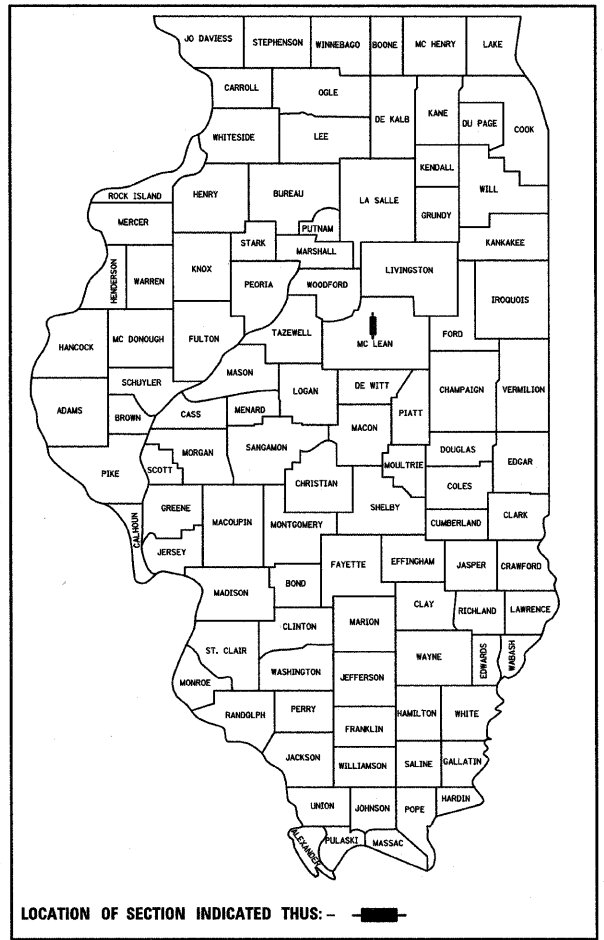 JO DAVIESS
STEPHENSON
WINNEBAGO
BOONE
MC HENRY
LAKE
CARROLL
OGLE
DE KALB
KANE
DU PAGE
COOK
WHITESIDE
LEE
KENDALL
WILL
ROCK ISLAND
HENRY
BUREAU
LA SALLE
GRUNDY
MERCER
PUTNAM
STARK
MARSHALL
KANKAKEE
HENDERSON
WARREN
KNOX
PEORIA
WOODFORD
LIVINGSTON
IROQUOIS
HANCOCK
MC DONOUGH
FULTON
TAZEWELL
MC LEAN
FORD
SCHUYLER
MASON
LOGAN
DE WITT
CHAMPAIGN
VERMILION
ADAMS
BROWN
CASS
MENARD
PIATT
MACON
MORGAN
SANGAMON
DOUGLAS
EDGAR
PIKE
SCOTT
CHRISTIAN
MOULTRIE
COLES
CALHOUN
GREENE
MACOUPIN
MONTGOMERY
SHELBY
CUMBERLAND
CLARK
JERSEY
FAYETTE
EFFINGHAM
JASPER
CRAWFORD
MADISON
BOND
CLAY
RICHLAND
LAWRENCE
CLINTON
MARION
ST. CLAIR
WAYNE
EDWARDS
WABASH
WASHINGTON
JEFFERSON
MONROE
RANDOLPH
PERRY
HAMILTON
WHITE
FRANKLIN
JACKSON
WILLIAMSON
SALINE
GALLATIN
UNION
JOHNSON
POPE
HARDIN
ALEXANDER
PULASKI
MASSAC
LOCATION OF SECTION INDICATED THUS: –